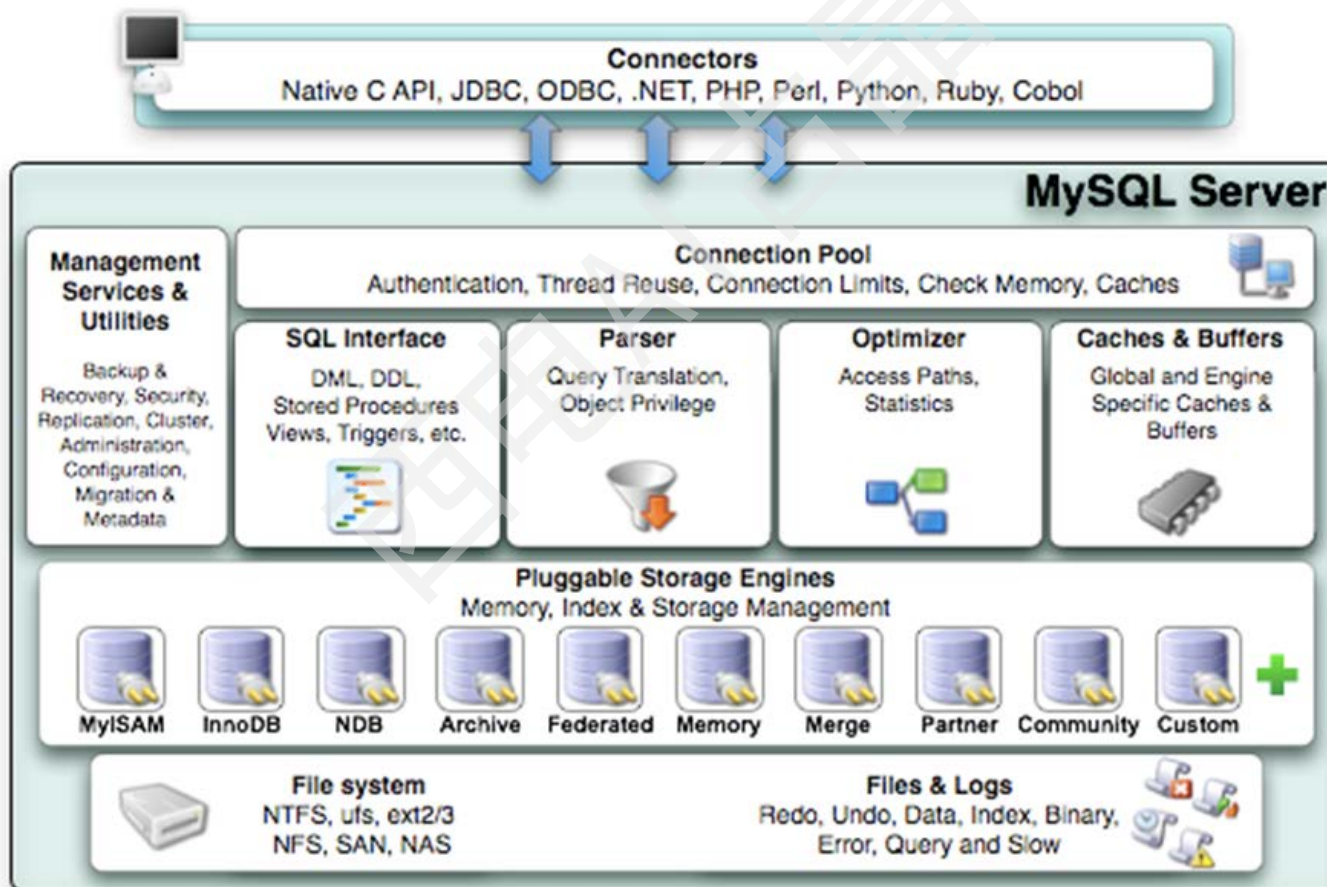 Connectors
Native C API, JDBC, ODBC, .NET, PHP, Perl, Python, Ruby, Cobol
MySQL Server
Management
Services &
Utilities
Backup &
Recovery, Security,
Replication, Cluster,
Administration,
Configuration,
Migration &
Metadata
Connection Pool
Authentication, Thread Reuse, Connection Limits, Check Memory, Caches
SQL Interface
DML, DDL,
Stored Procedures
Views, Triggers, etc.
Parser
Query Translation,
Object Privilege
Optimizer
Access Paths,
Statistics
Caches & Buffers
Global and Engine
Specific Caches &
Buffers
Pluggable Storage Engines
Memory, Index & Storage Management
MyISAM
InnoDB
NDB
Archive
Federated
Memory
Merge
Partner
Community
Custom
File system
NTFS, ufs, ext2/3
NFS, SAN, NAS
Files & Logs
Redo, Undo, Data, Index, Binary,
Error, Query and Slow